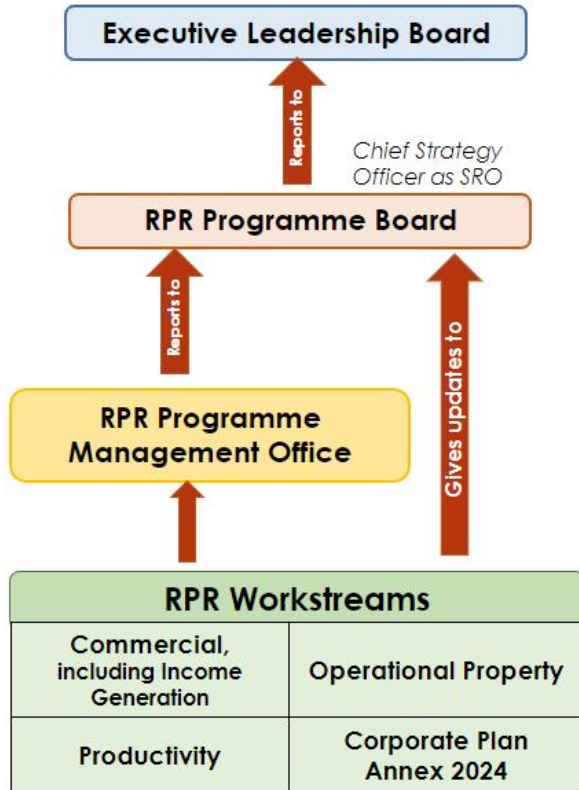 Executive Leadership Board
Reports to
Chief Strategy
Officer as SRO
RPR Programme Board
Reports to
Gives updates to
RPR Programme
Management Office
RPR Workstreams
Commercial,
including Income
Generation
Operational Property
Productivity
Corporate Plan
Annex 2024